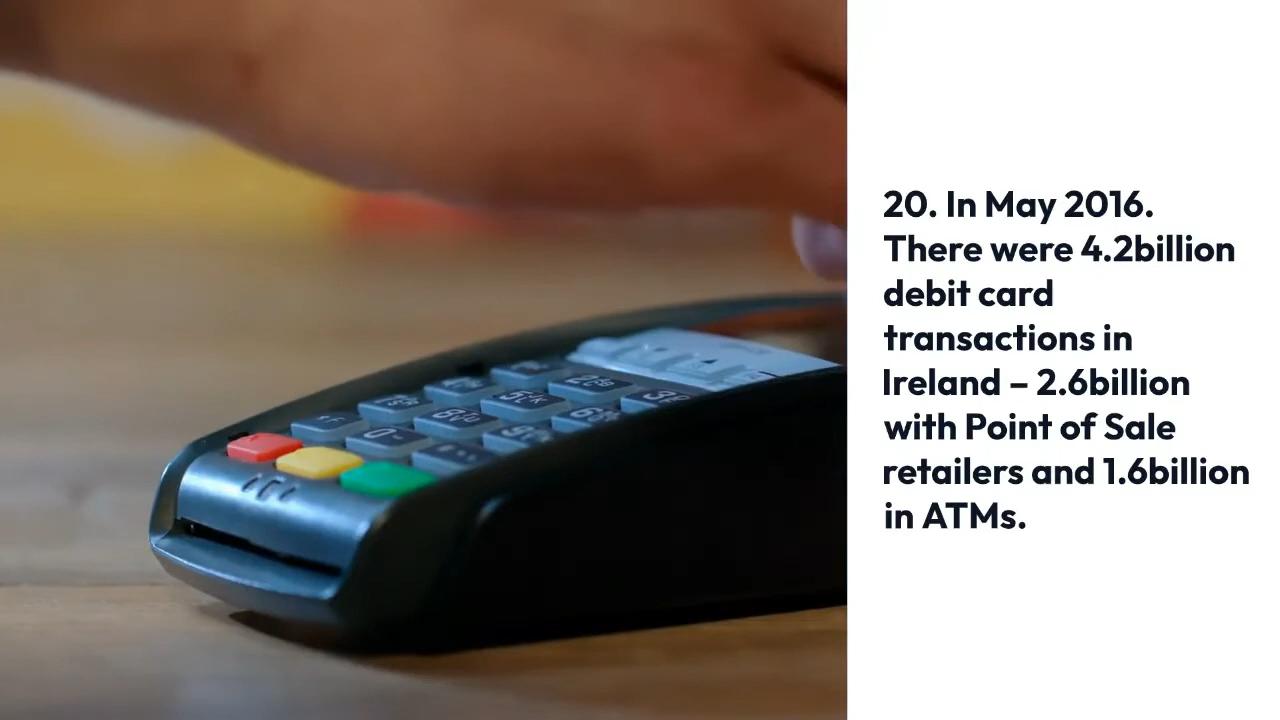 20. In May 2016.
There were 4.2billion
debit card
transactions in
Ireland – 2.6billion
with Point of Sale
retailers and 1.6billion
in ATMs.